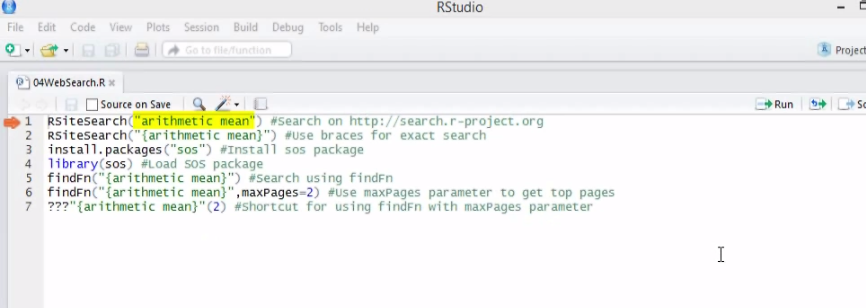 RStudio
File Edit Code View Plots Session Build Debug Tools Help
Go to file/function
Project
04WebSearch.R
Source on Save Run
1 RSiteSearch("arithmetic mean") #Search on http://search.r-project.org
2 RSiteSearch("{arithmetic mean}") #Use braces for exact search
3 install.packages("sos") #Install sos package
4 library(sos) #Load SOS package
5 findFn("{arithmetic mean}") #Search using findFn
6 findFn("{arithmetic mean}",maxPages=2) #Use maxPages parameter to get top pages
7 ???"{arithmetic mean}"(2) #Shortcut for using findFn with maxPages parameter